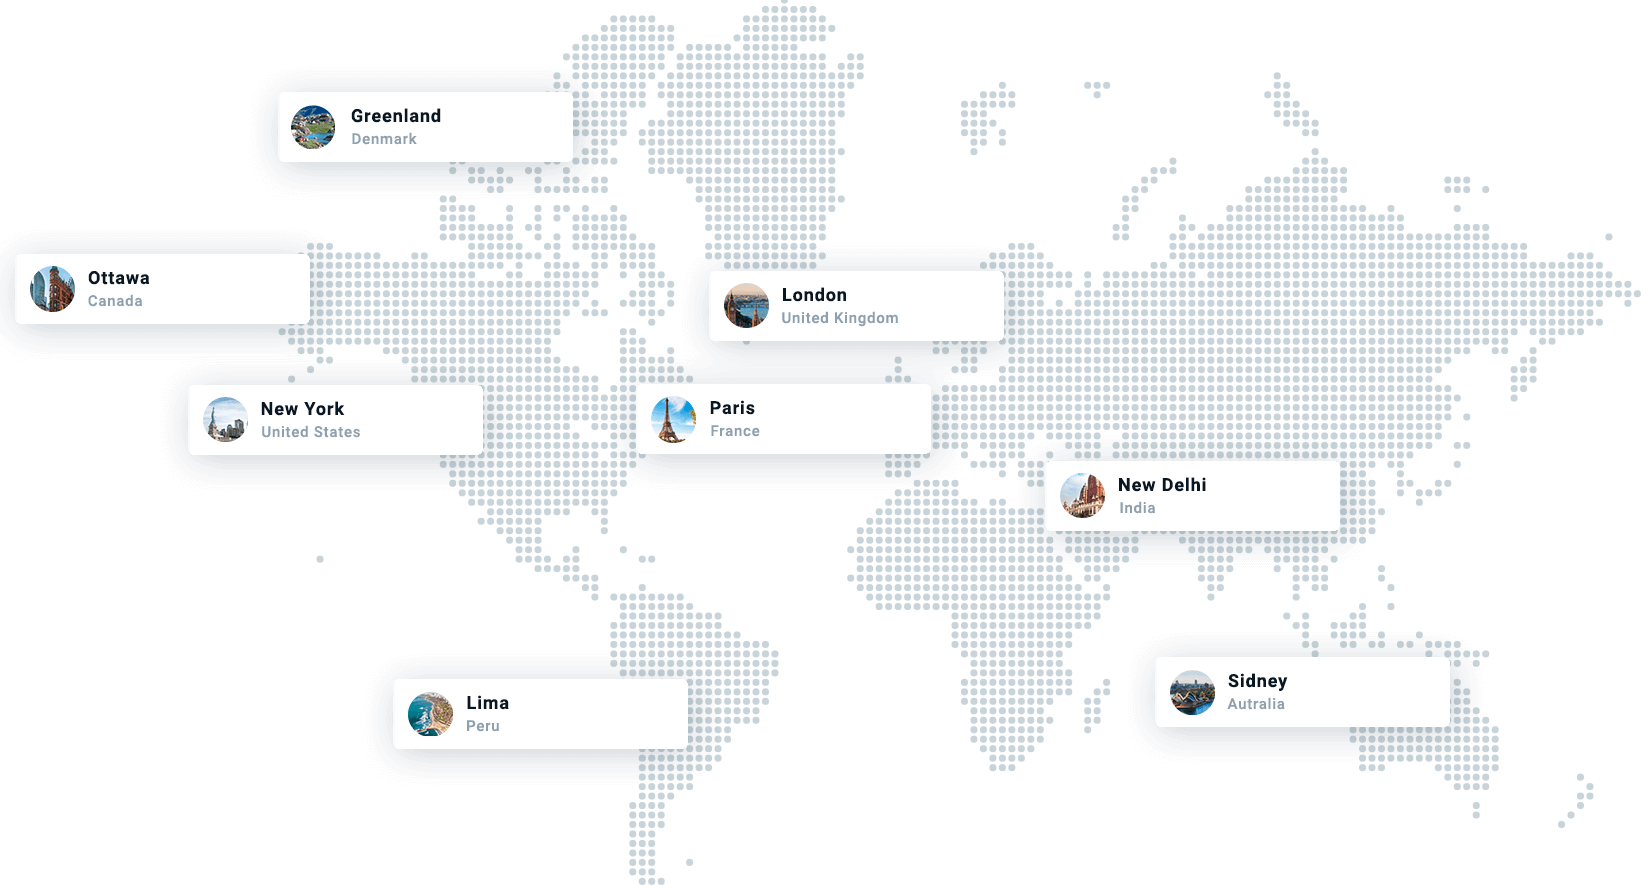 Greenland
Denmark
Ottawa
Canada
London
United Kingdom
New York
United States
Paris
France
New Delhi
India
Sidney
Autralia
Lima
Peru